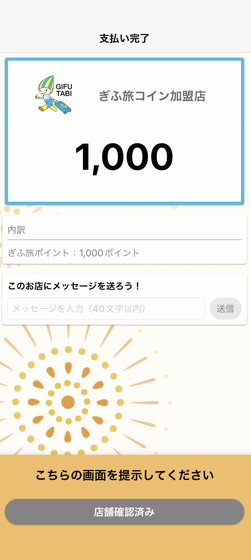 支払い完了
GIFU
TABI
ぎふ旅コイン加盟店
1,000
内訳
ぎふ旅ポイント：1,000ポイント
このお店にメッセージを送ろう！
メッセージを入力（40文字以内）
送信
こちらの画面を提示してください
店舗確認済み